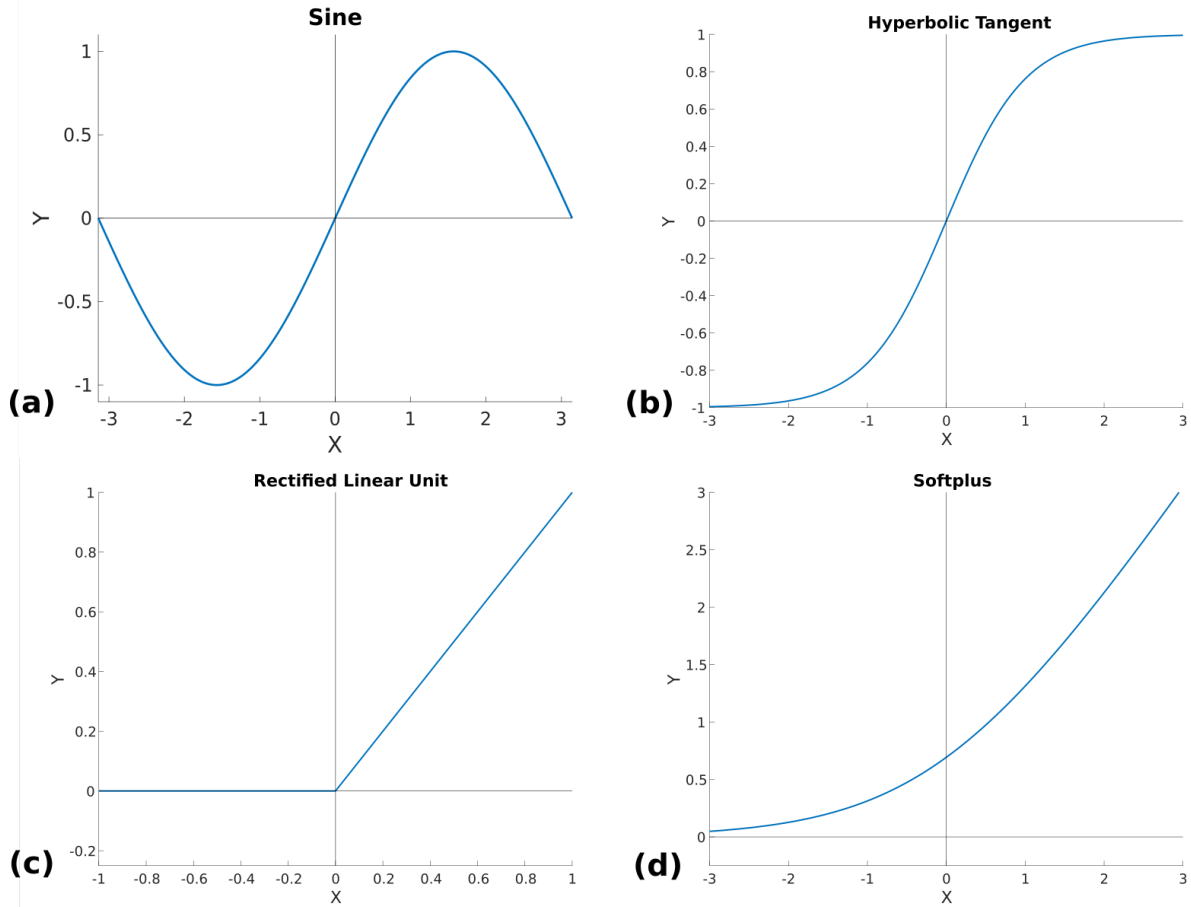 Sine
1
0.5
0
-0.5
-1
Y
-3 -2 -1 0 1 2 3
X
(a)
Hyperbolic Tangent
1
0.8
0.6
0.4
0.2
0
-0.2
-0.4
-0.6
-0.8
-1
Y
-3 -2 -1 0 1 2 3
X
(b)
Rectified Linear Unit
1
0.8
0.6
0.4
0.2
0
-0.2
Y
-1 -0.8 -0.6 -0.4 -0.2 0 0.2 0.4 0.6 0.8 1
X
(c)
Softplus
3
2.5
2
1.5
1
0.5
0
Y
-3 -2 -1 0 1 2 3
X
(d)